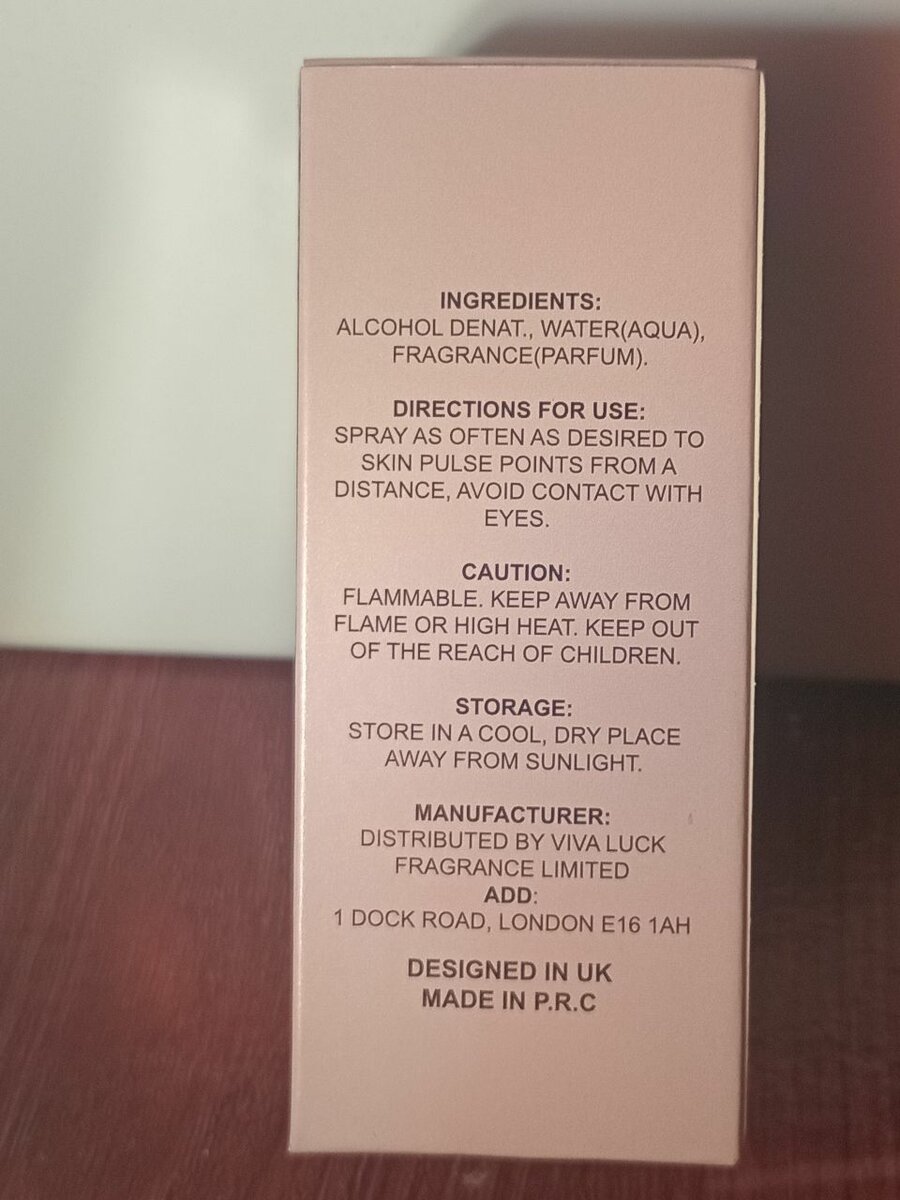 INGREDIENTS:
ALCOHOL DENAT., WATER(AQUA),
FRAGRANCE(PARFUM).
DIRECTIONS FOR USE:
SPRAY AS OFTEN AS DESIRED TO
SKIN PULSE POINTS FROM A
DISTANCE, AVOID CONTACT WITH
EYES.
CAUTION:
FLAMMABLE. KEEP AWAY FROM
FLAME OR HIGH HEAT. KEEP OUT
OF THE REACH OF CHILDREN.
STORAGE:
STORE IN A COOL, DRY PLACE
AWAY FROM SUNLIGHT.
MANUFACTURER:
DISTRIBUTED BY VIVA LUCK
FRAGRANCE LIMITED
ADD:
1 DOCK ROAD, LONDON E16 1AH
DESIGNED IN UK
MADE IN P.R.C